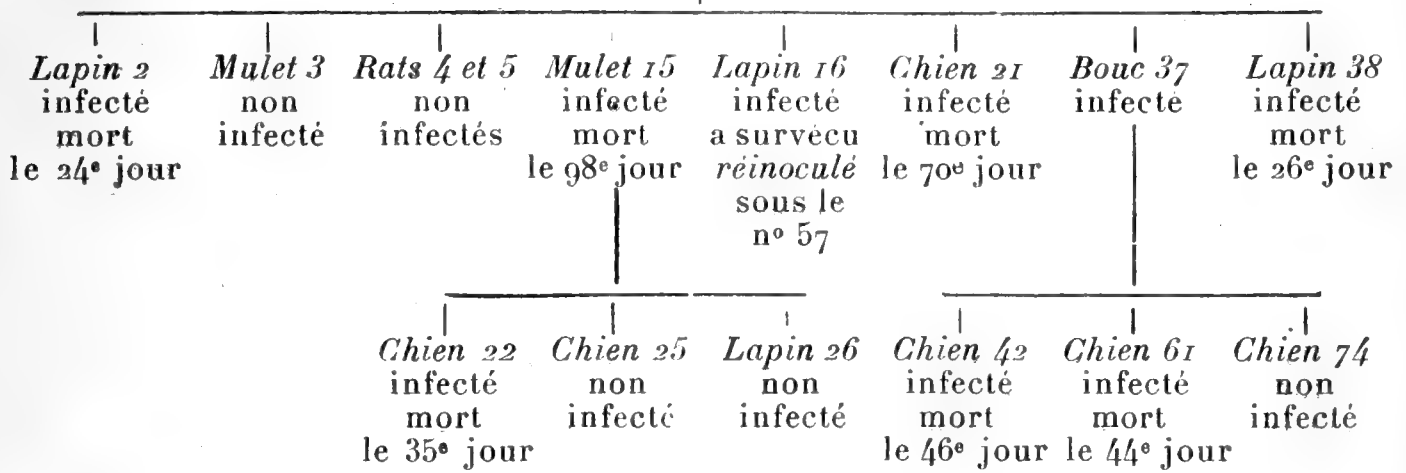 Lapin 2 Mulet 3 Rats 4 et 5 Mulet 15 Lapin 16 Chien 21 Bouc 37 Lapin 38
infecté non non infecté infecté infecté infecté infecté
mort infecté infectés mort a survécu mort mort
le 24e jour le 98e jour réinoculé le 70e jour le 26e jour
sous le
no 57
Chien 22 Chien 25 Lapin 26 Chien 42 Chien 61 Chien 74
infecté non non infecté infecté non
mort infecté infecté mort mort infecté
le 35e jour le 46e jour le 44e jour